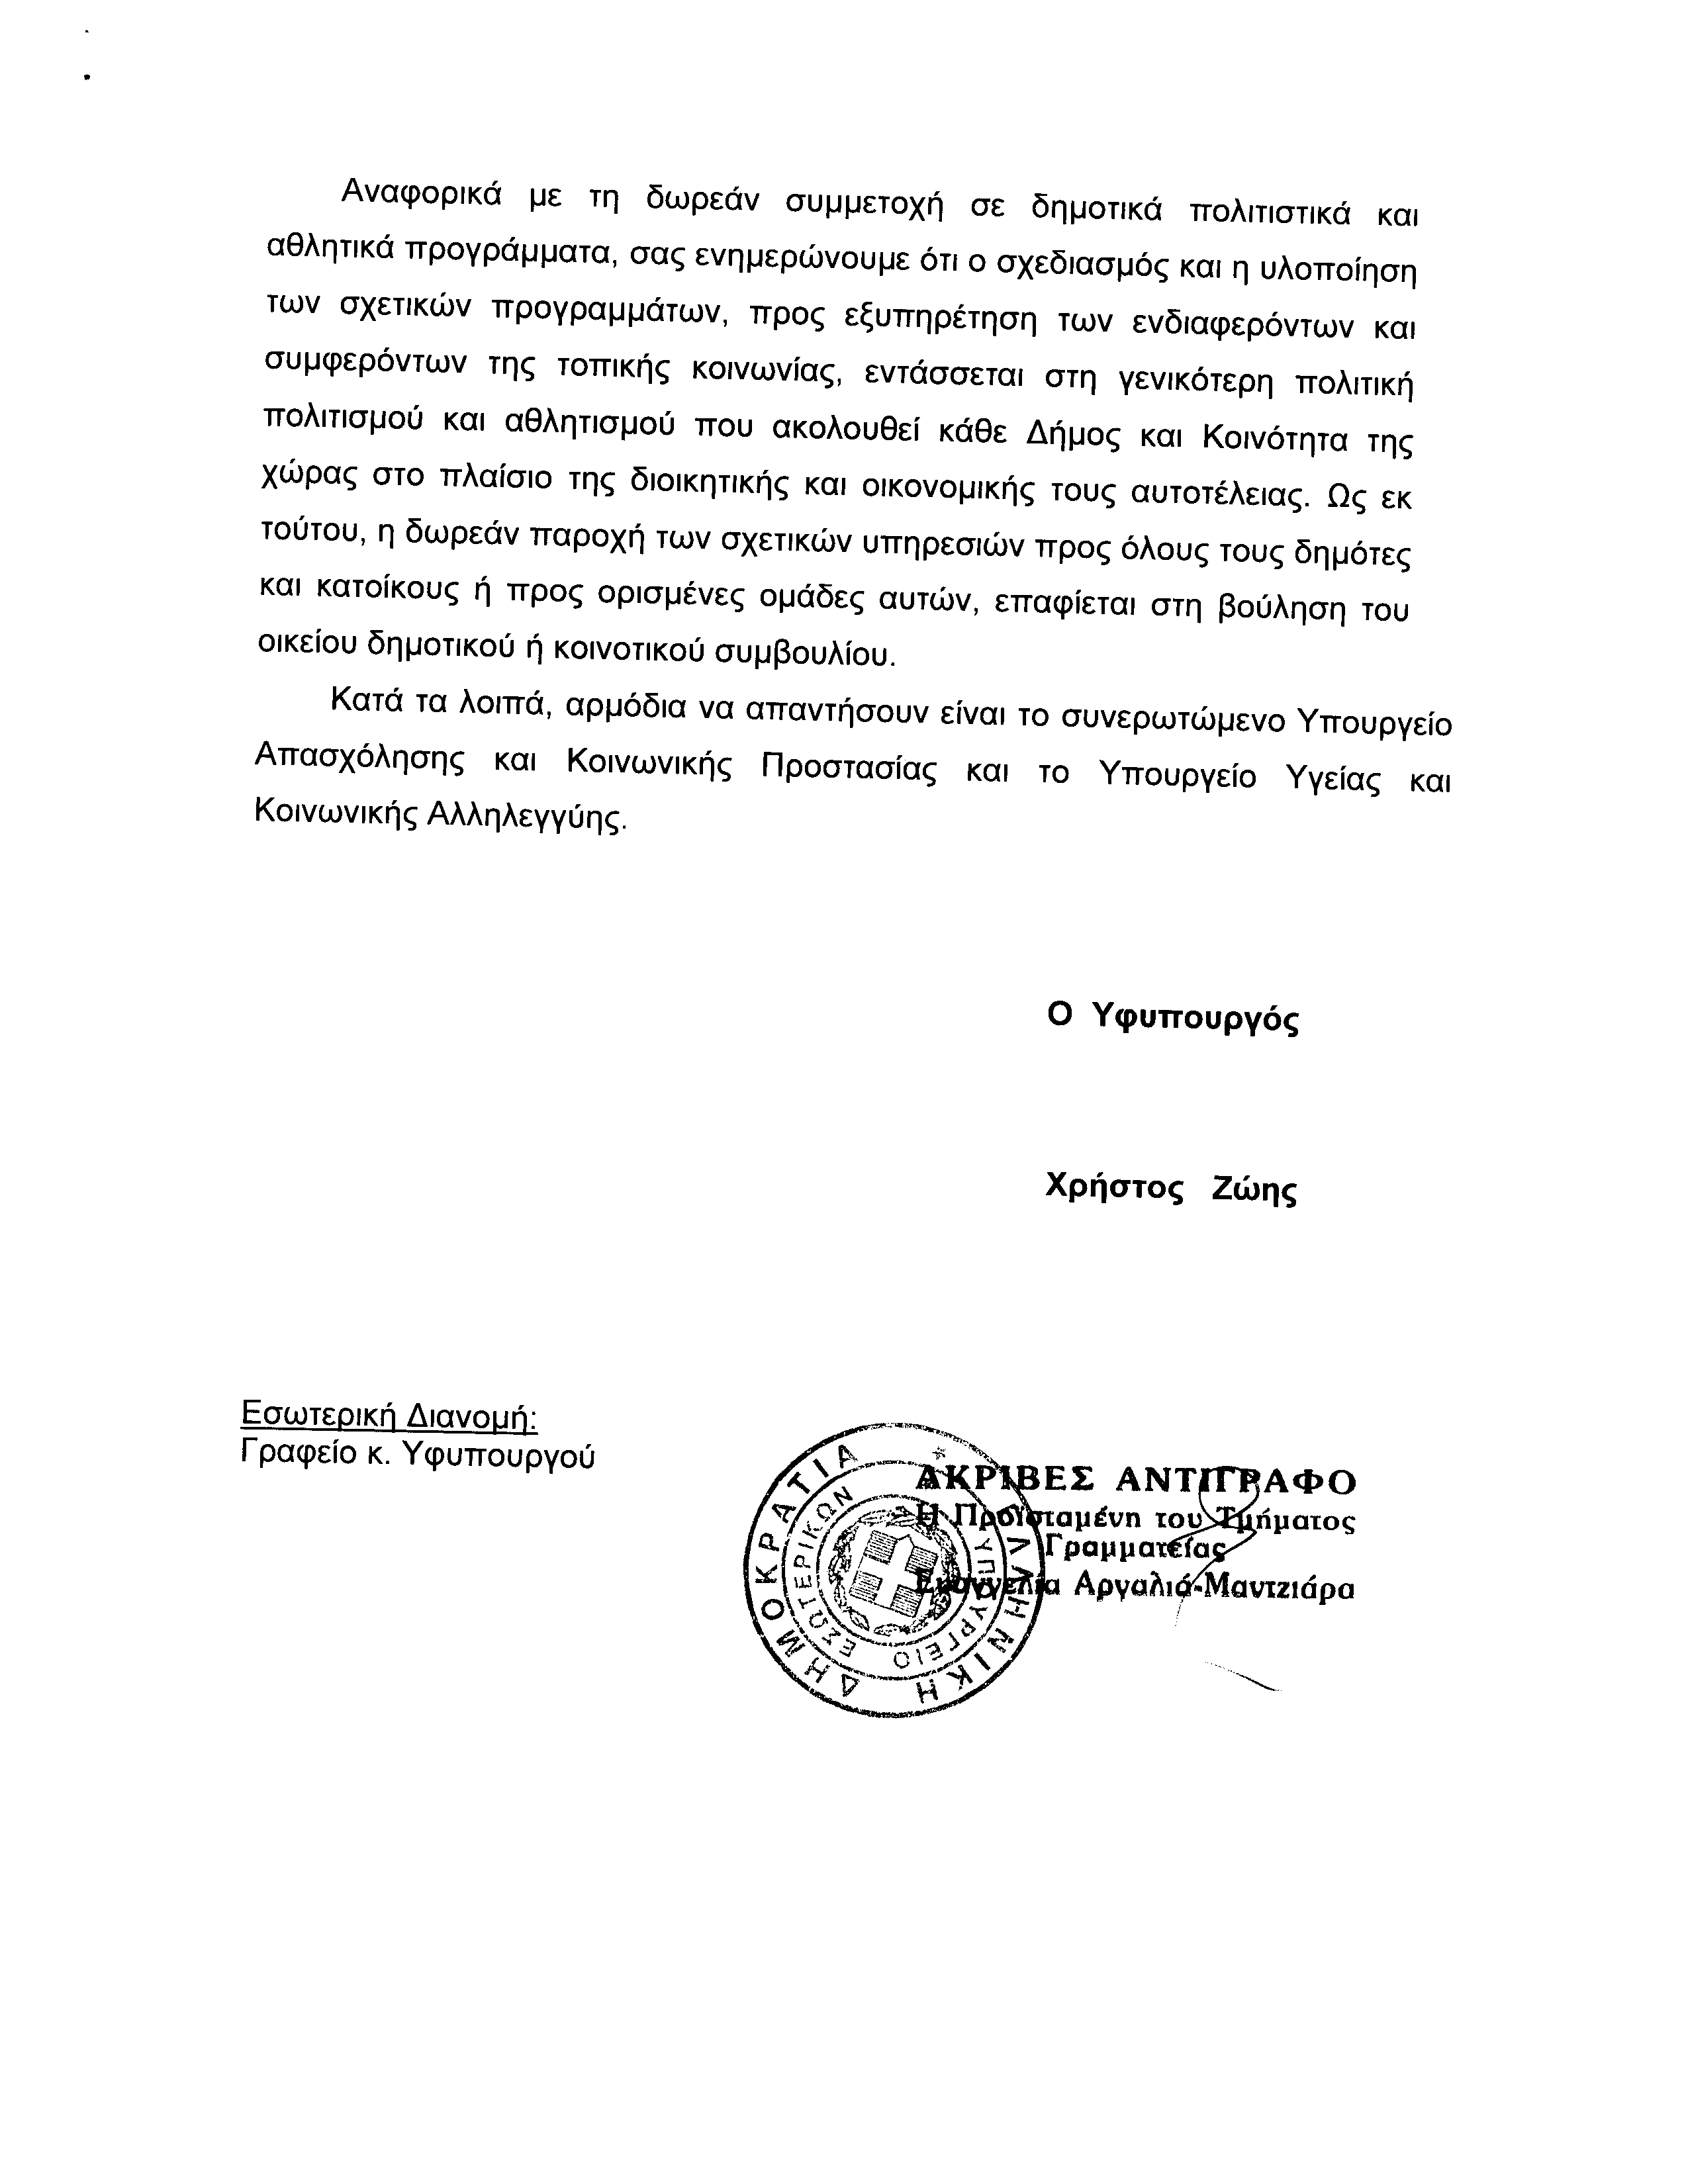 Αναφορικά με τη δωρεάν συμμετοχή σε δημοτικά πολιτιστικά και
αθλητικά προγράμματα, σας ενημερώνουμε ότι ο σχεδιασμός και η υλοποίηση
των σχετικών προγραμμάτων, προς εξυπηρέτηση των ενδιαφερόντων και
συμφερόντων της τοπικής κοινωνίας, εντάσσεται στη γενικότερη πολιτική
πολιτισμού και αθλητισμού που ακολουθεί κάθε Δήμος και Κοινότητα της
χώρας στο πλαίσιο της διοικητικής και οικονομικής τους αυτοτέλειας. Ως εκ
τούτου, η δωρεάν παροχή των σχετικών υπηρεσιών προς όλους τους δημότες
και κατοίκους ή προς ορισμένες ομάδες αυτών, επαφίεται στη βούληση του
οικείου δημοτικού ή κοινοτικού συμβουλίου.
Κατά τα λοιπά, αρμόδια να απαντήσουν είναι το συνερωτώμενο Υπουργείο
Απασχόλησης και Κοινωνικής Προστασίας και το Υπουργείο Υγείας και
Κοινωνικής Αλληλεγγύης.
Ο Υφυπουργός
Χρήστος Ζώης
Εσωτερική Διανομή:
Γραφείο κ. Υφυπουργού
ΑΚΡΙΒΕΣ ΑΝΤΙΓΡΑΦΟ
Η Προϊσταμένη του Τμήματος
Γραμματείας
Ευαγγελία Αργαλιά-Μαντζιάρα
ΕΛΛΗΝΙΚΗ ΔΗΜΟΚΡΑΤΙΑ
ΥΠΟΥΡΓΕΙΟ ΕΣΩΤΕΡΙΚΩΝ